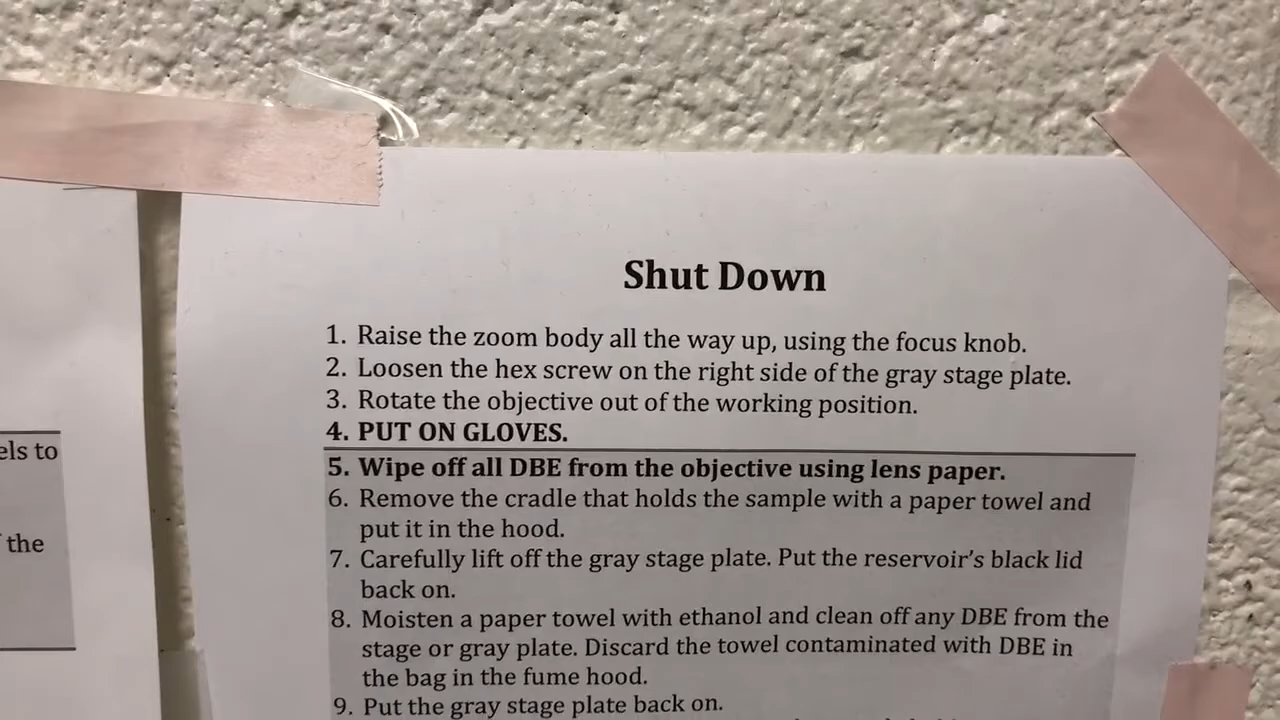 els to
the
Shut Down
1. Raise the zoom body all the way up, using the focus knob.
2. Loosen the hex screw on the right side of the gray stage plate.
3. Rotate the objective out of the working position.
4. PUT ON GLOVES.
5. Wipe off all DBE from the objective using lens paper.
6. Remove the cradle that holds the sample with a paper towel and
put it in the hood.
7. Carefully lift off the gray stage plate. Put the reservoir’s black lid
back on.
8. Moisten a paper towel with ethanol and clean off any DBE from the
stage or gray plate. Discard the towel contaminated with DBE in
the bag in the fume hood.
9. Put the gray stage plate back on.